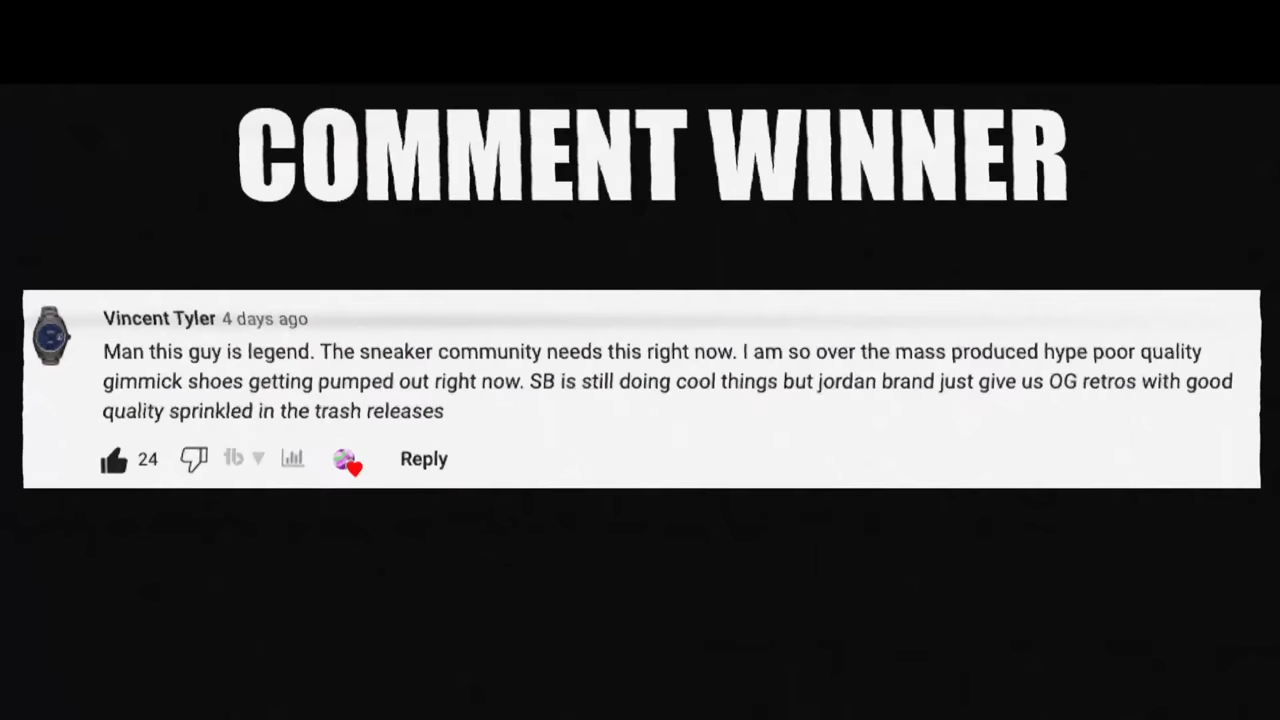 COMMENT WINNER
Vincent Tyler 4 days ago
Man this guy is legend. The sneaker community needs this right now. I am so over the mass produced hype poor quality
gimmick shoes getting pumped out right now. SB is still doing cool things but jordan brand just give us OG retros with good
quality sprinkled in the trash releases
24 tb Reply